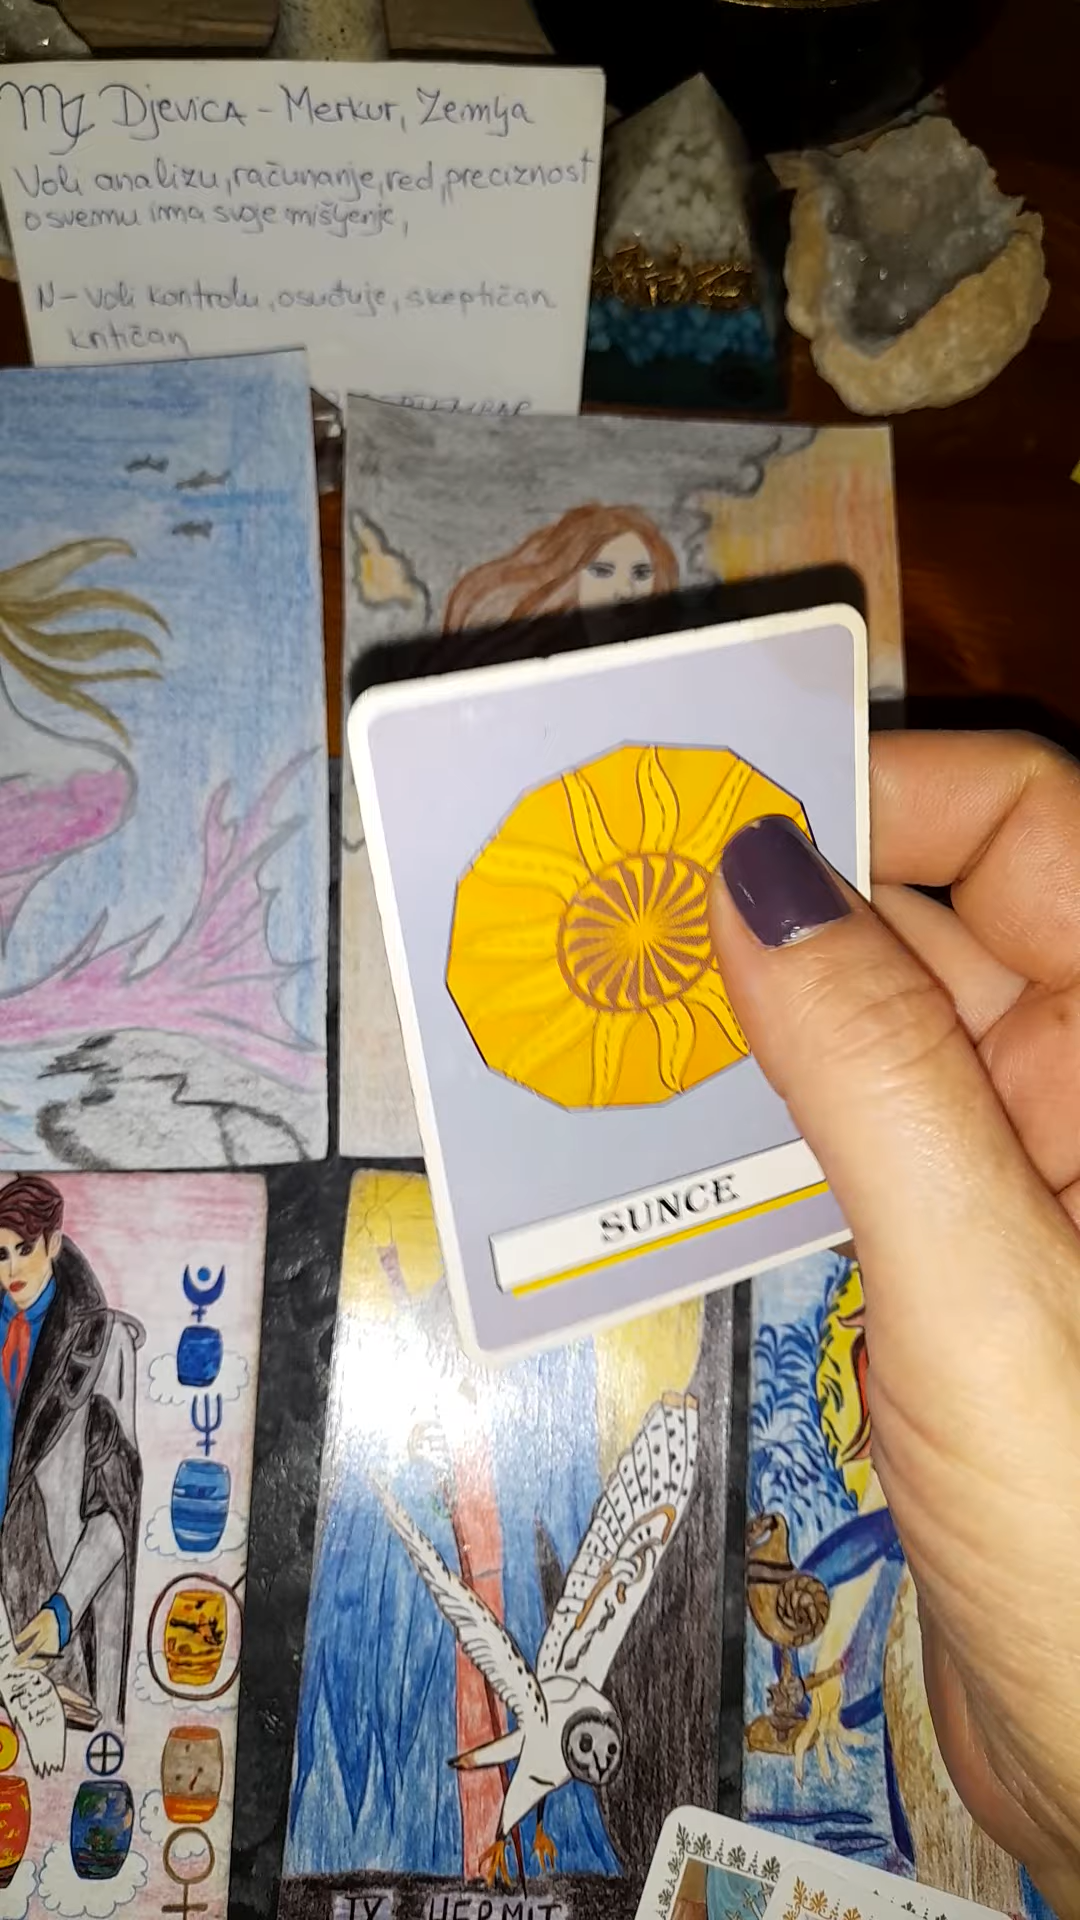 ♍ Djevica - Merkur, Zemlja
Voli analizu, računanje, red, preciznost
o svemu ima svoje mišljenje,
N - voli kontrolu, osuđuje, skeptičan
kritičan
SUNCE
IX HERMIT